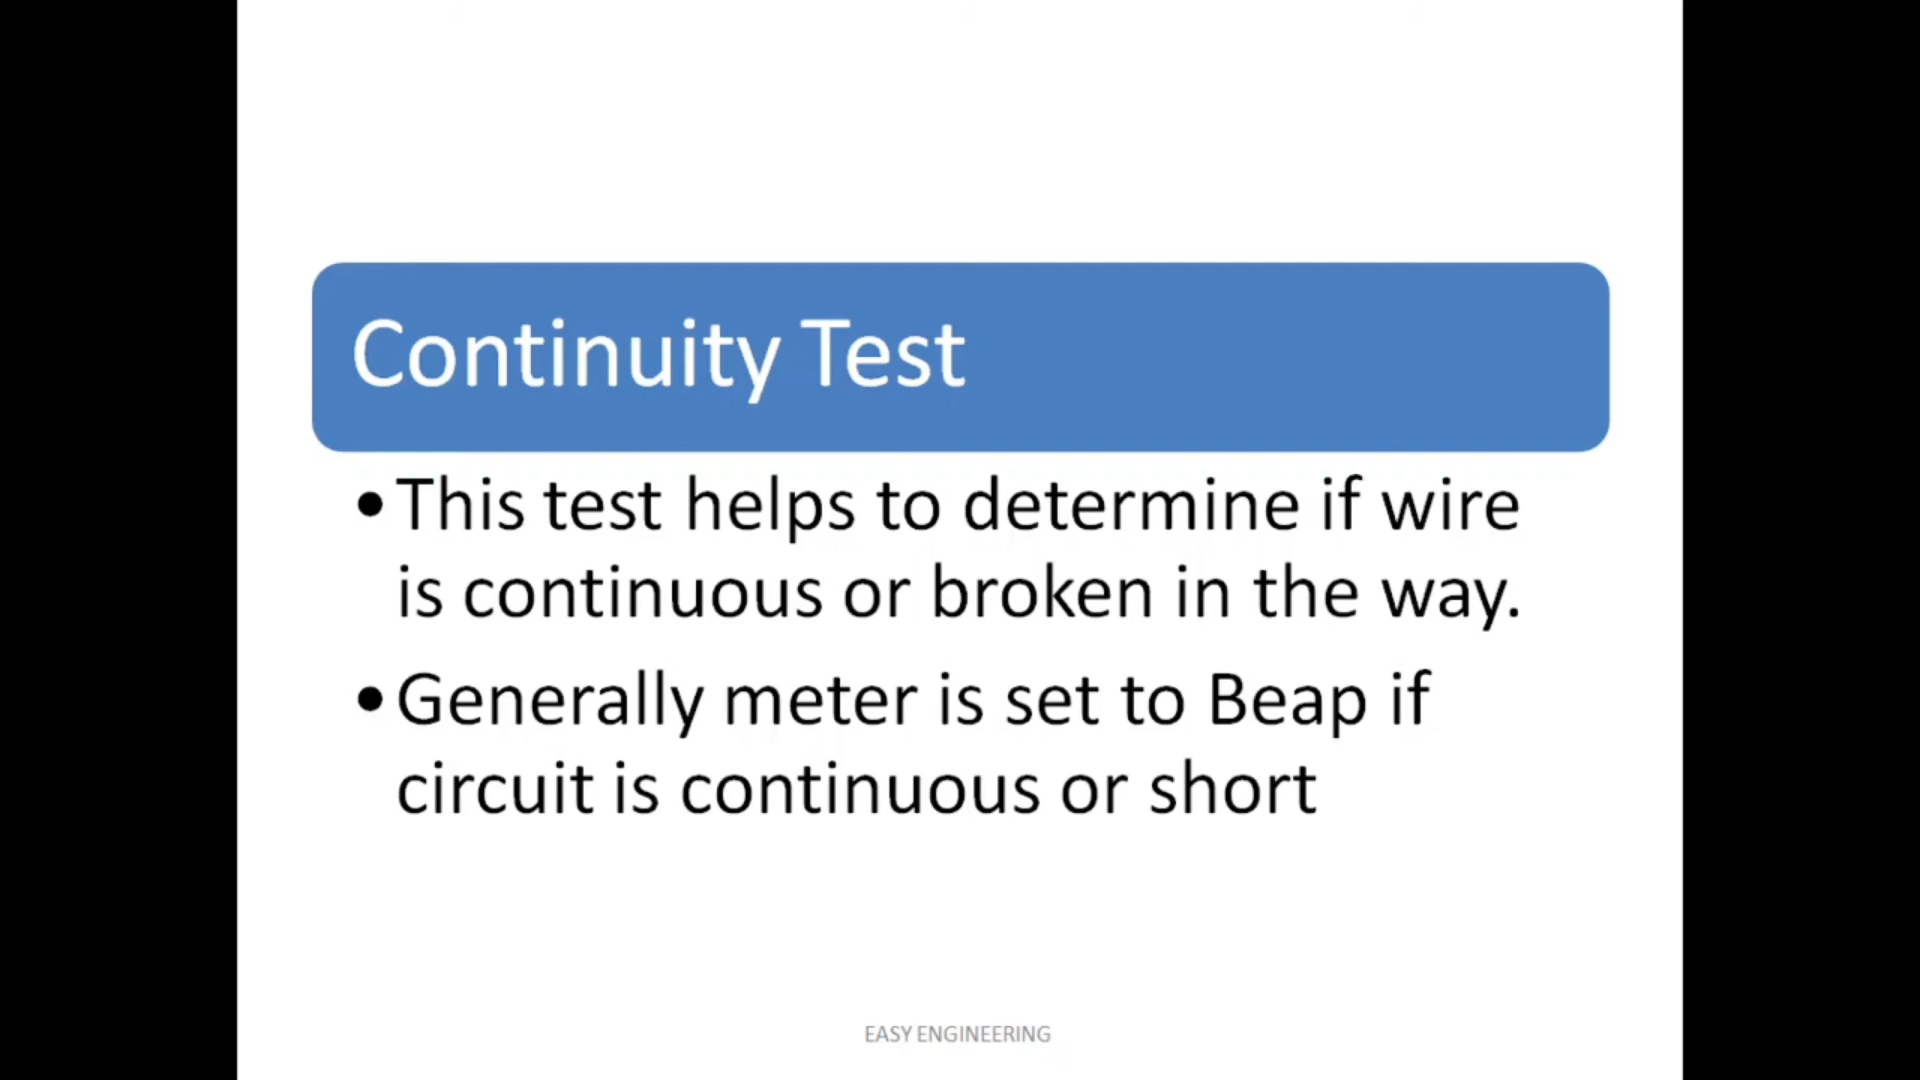 Continuity Test
•This test helps to determine if wire
is continuous or broken in the way.
•Generally meter is set to Beap if
circuit is continuous or short
EASY ENGINEERING